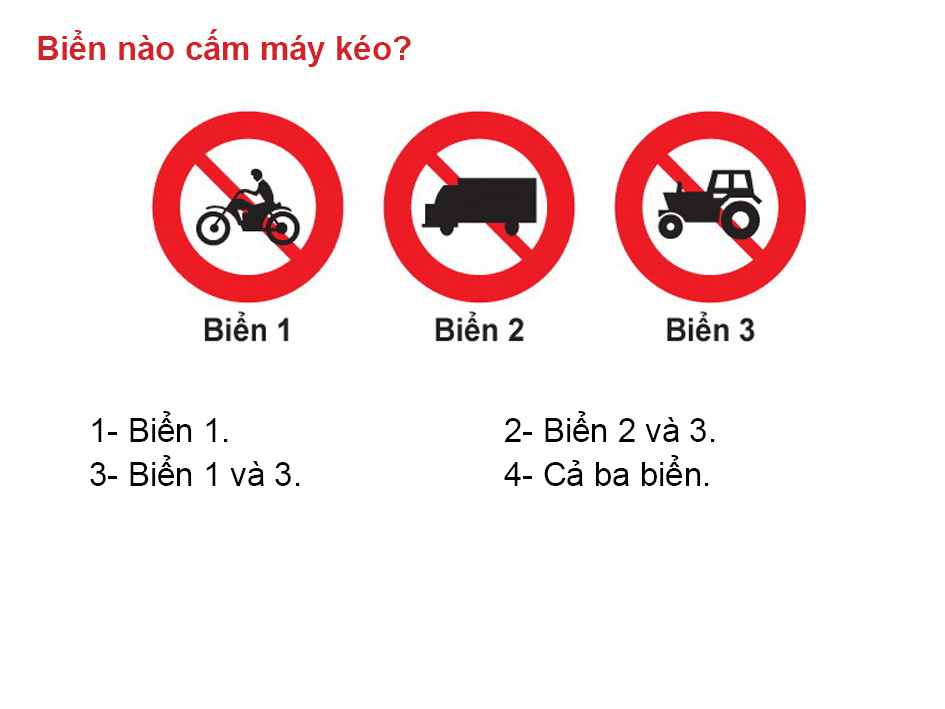 Biển nào cấm máy kéo?
Biển 1 Biển 2 Biển 3
1- Biển 1. 2- Biển 2 và 3.
3- Biển 1 và 3. 4- Cả ba biển.